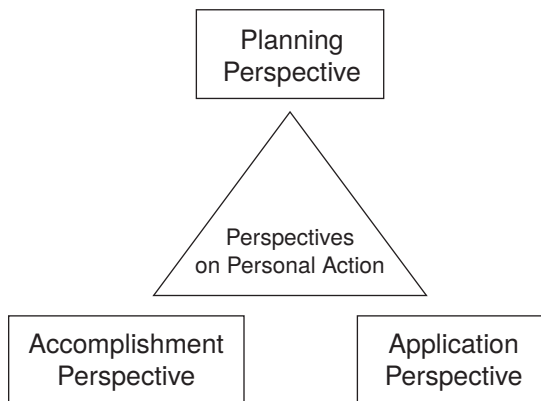 Planning
Perspective
Perspectives
on Personal Action
Accomplishment
Perspective
Application
Perspective